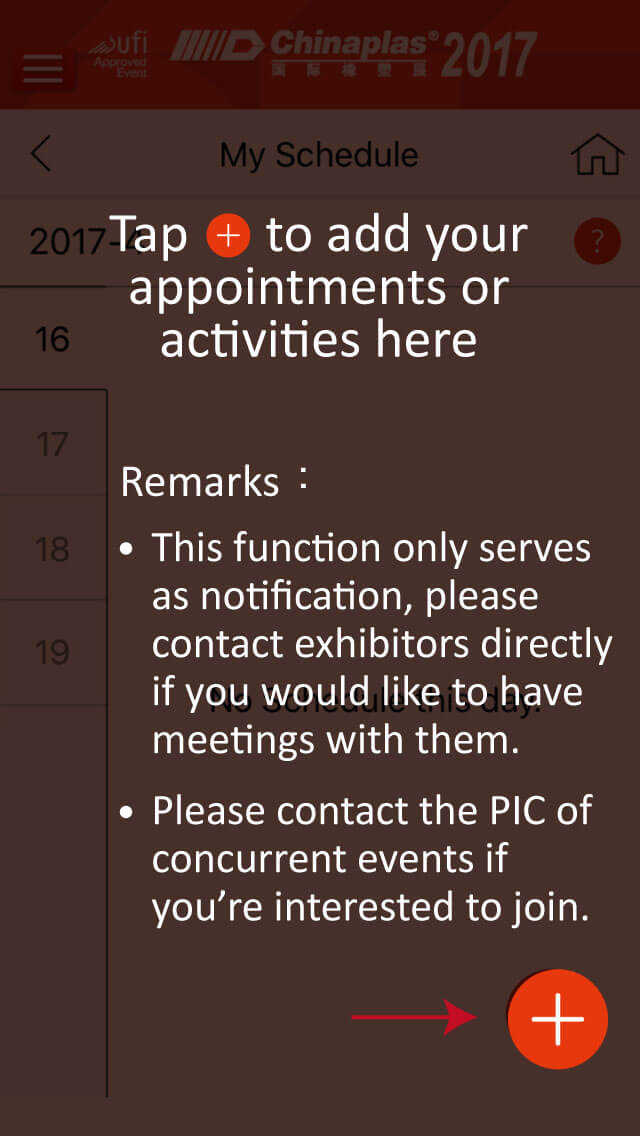 ufi
Approved
Event
Chinaplas® 2017
国际橡塑展
My Schedule
2017-4
?
Tap + to add your
appointments or
activities here
16
17
18
19
Remarks：
• This function only serves
as notification, please
contact exhibitors directly
if you would like to have
No Schedule this day.
meetings with them.
• Please contact the PIC of
concurrent events if
you’re interested to join.